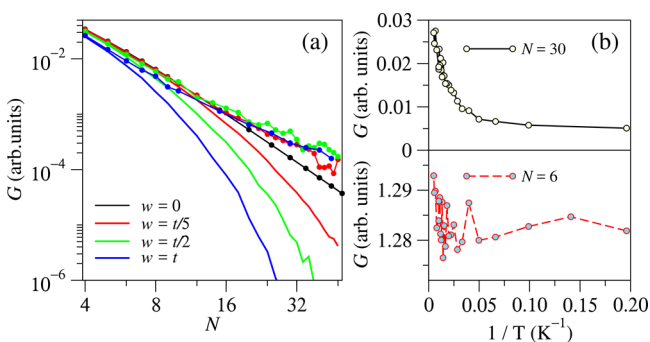 (a)
G (arb.units)
10⁻²
10⁻⁴
10⁻⁶
w = 0
w = t/5
w = t/2
w = t
4
8
16
32
N
(b)
G (arb. units)
0.03
0.02
0.01
0
N = 30
G (arb. units)
1.29
1.28
N = 6
0
0.05
0.10
0.15
0.20
1 / T (K⁻¹)